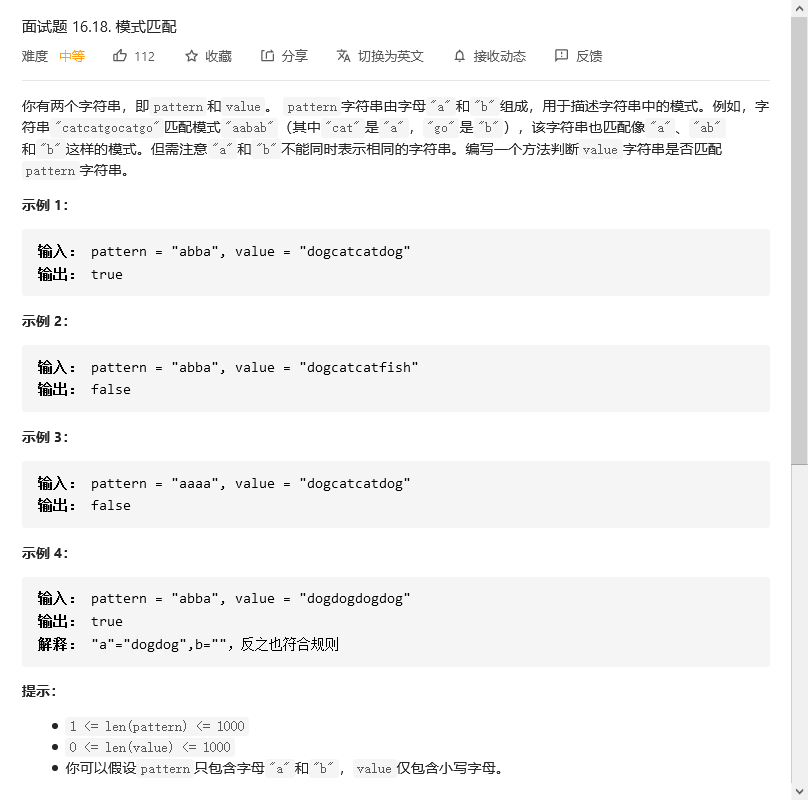 面试题 16.18. 模式匹配
难度 中等 112 收藏 分享 切换为英文 接收动态 反馈
你有两个字符串，即 pattern 和 value 。 pattern 字符串由字母 "a" 和 "b" 组成，用于描述字符串中的模式。例如，字
符串 "catcatgocatgo" 匹配模式 "aabab"（其中 "cat" 是 "a"， "go" 是 "b"），该字符串也匹配像 "a"、 "ab"
和 "b" 这样的模式。但需注意 "a" 和 "b" 不能同时表示相同的字符串。编写一个方法判断 value 字符串是否匹配
pattern 字符串。
示例 1：
输入： pattern = "abba", value = "dogcatcatdog"
输出： true
示例 2：
输入： pattern = "abba", value = "dogcatcatfish"
输出： false
示例 3：
输入： pattern = "aaaa", value = "dogcatcatdog"
输出： false
示例 4：
输入： pattern = "abba", value = "dogdogdogdog"
输出： true
解释： "a"="dogdog",b=""，反之也符合规则
提示：
• 1 <= len(pattern) <= 1000
• 0 <= len(value) <= 1000
• 你可以假设 pattern 只包含字母 "a" 和 "b"， value 仅包含小写字母。